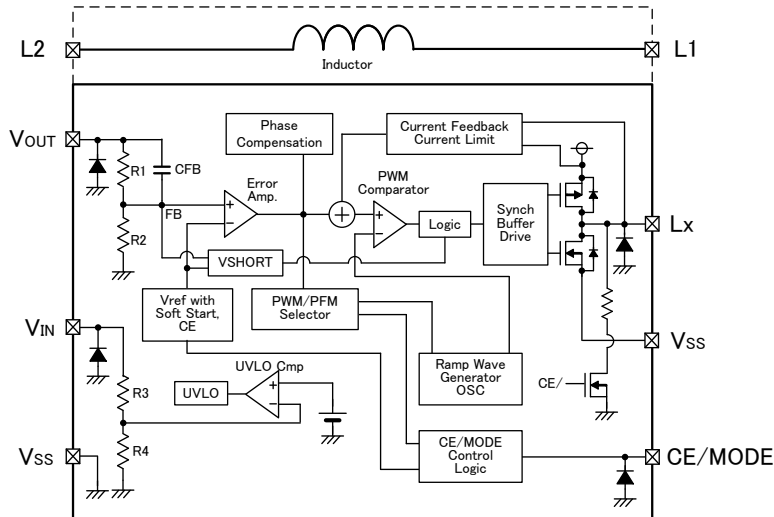 L2
L1
Inductor
VOUT
Phase
Compensation
Current Feedback
Current Limit
R1
CFB
Error
Amp.
PWM
Comparator
FB
R2
Logic
Synch
Buffer
Drive
Lx
VSHORT
Vref with
Soft Start,
CE
PWM/PFM
Selector
VIN
VSS
R3
UVLO Cmp
UVLO
Ramp Wave
Generator
OSC
CE/
R4
VSS
CE/MODE
Control
Logic
CE/MODE